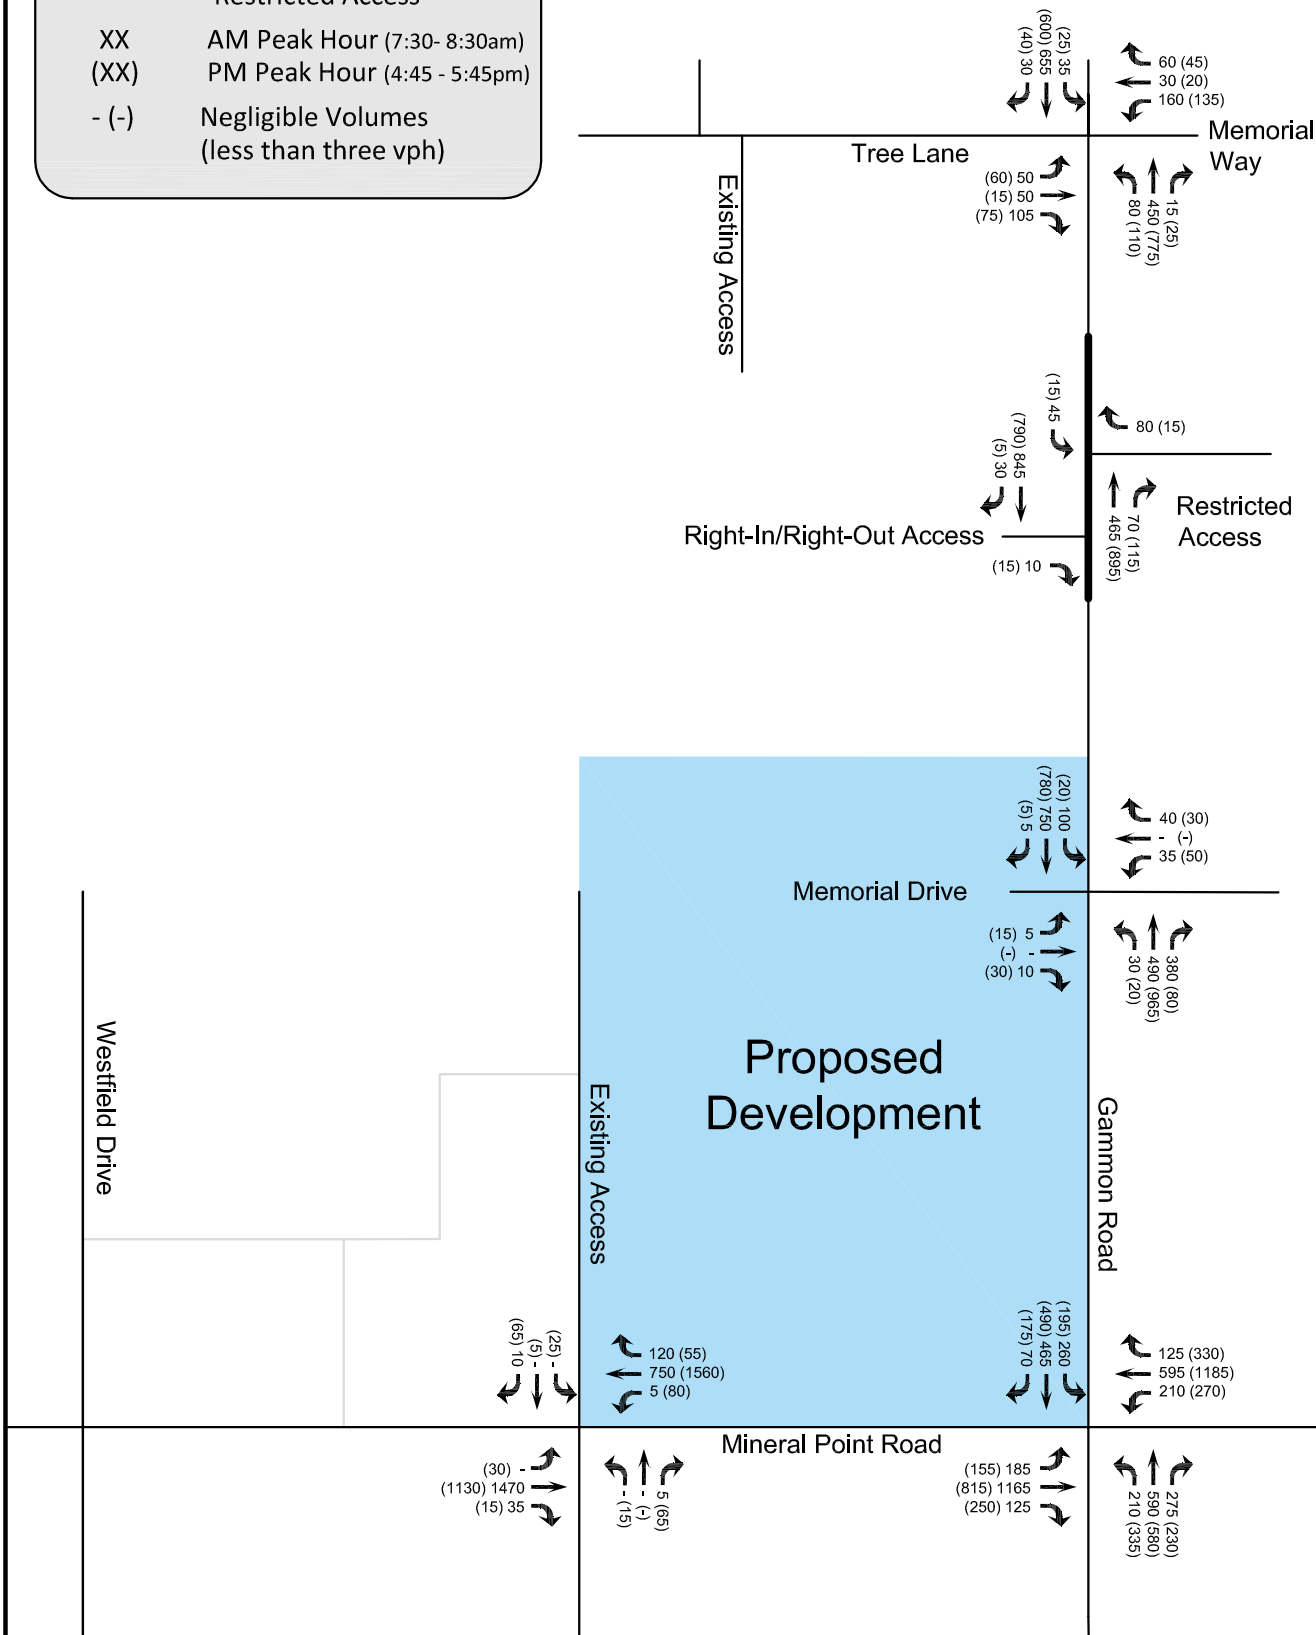 Restricted Access
XX AM Peak Hour (7:30- 8:30am)
(XX) PM Peak Hour (4:45 - 5:45pm)
- (-) Negligible Volumes
(less than three vph)
(25) 35
(600) 655
(40) 30
60 (45)
30 (20)
160 (135)
Memorial
Way
Tree Lane
(60) 50
(15) 50
(75) 105
80 (110)
450 (775)
15 (25)
Existing Access
(15) 45
(790) 845
(5) 30
80 (15)
Restricted
Access
Right-In/Right-Out Access
(15) 10
465 (895)
70 (115)
(20) 100
(780) 750
(5) 5
40 (30)
- (-)
35 (50)
Memorial Drive
(15) 5
(-) -
(30) 10
30 (20)
490 (965)
380 (80)
Proposed
Development
Westfield Drive
Existing Access
Gammon Road
(25) -
(5) -
(65) 10
120 (55)
750 (1560)
5 (80)
(195) 260
(490) 465
(175) 70
125 (330)
595 (1185)
210 (270)
Mineral Point Road
(30) -
(1130) 1470
(15) 35
- (15)
- (-)
5 (65)
(155) 185
(815) 1165
(250) 125
210 (335)
590 (580)
275 (230)